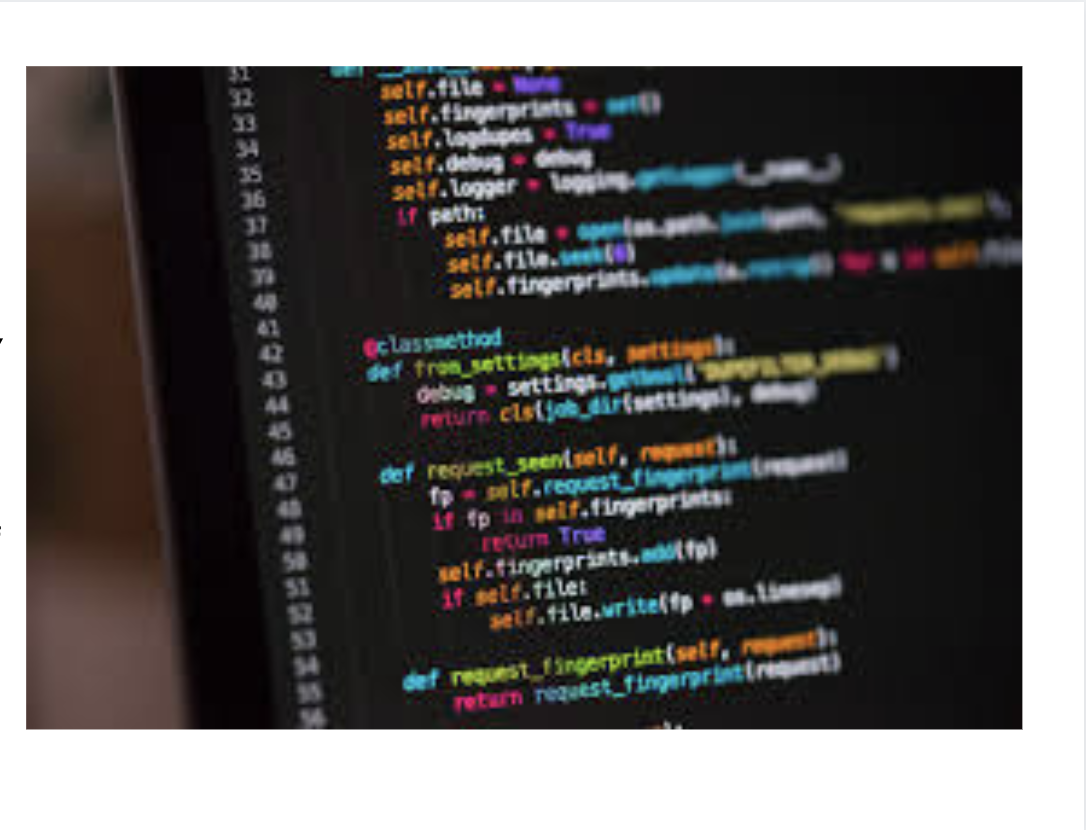 31 def __init__(self,
32 self.file = None
33 self.fingerprints = set()
34 self.logdupes = True
35 self.debug = debug
36 self.logger = logging.getLogger(__name__)
37 if path:
38 self.file = open(os.path.join(path, "requests.seen"),
39 self.file.seek(0)
40 self.fingerprints.update(x.rstrip() for x in self.file
41
42 @classmethod
43 def from_settings(cls, settings):
44 debug = settings.getbool("DUPEFILTER_DEBUG")
45 return cls(job_dir(settings), debug)
46
47 def request_seen(self, request):
48 fp = self.request_fingerprint(request)
49 if fp in self.fingerprints:
50 return True
51 self.fingerprints.add(fp)
52 if self.file:
53 self.file.write(fp + os.linesep)
54
55 def request_fingerprint(self, request):
56 return request_fingerprint(request)